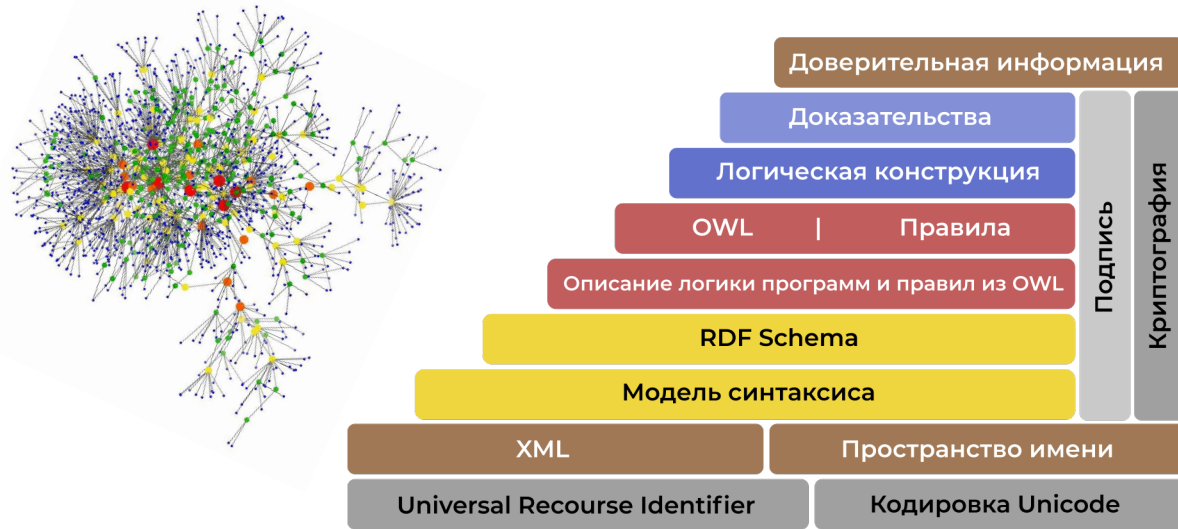 Доверительная информация
Доказательства
Логическая конструкция
OWL | Правила
Описание логики программ и правил из OWL
RDF Schema
Модель синтаксиса
Подпись
Криптография
XML
Пространство имени
Universal Recourse Identifier
Кодировка Unicode